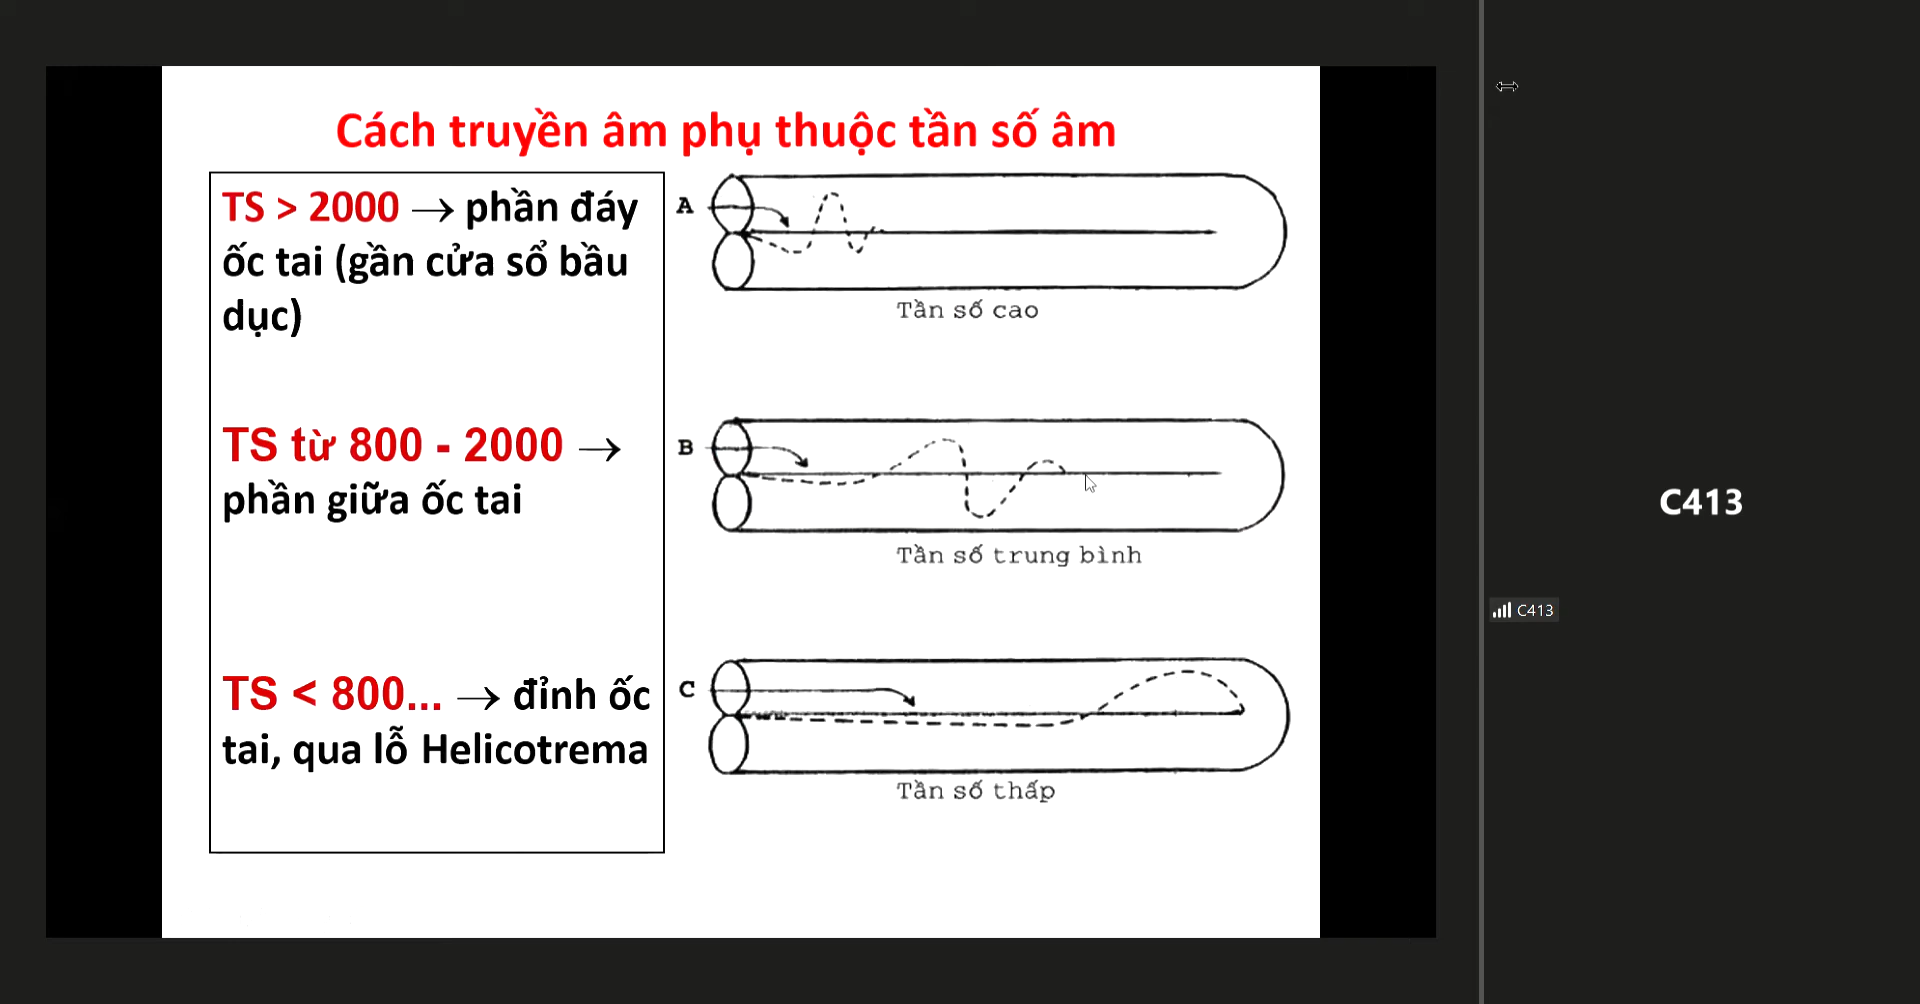 Cách truyền âm phụ thuộc tần số âm
TS > 2000 → phần đáy
ốc tai (gần cửa sổ bầu
dục)
TS từ 800 - 2000 →
phần giữa ốc tai
TS < 800... → đỉnh ốc
tai, qua lỗ Helicotrema
A
Tần số cao
B
Tần số trung bình
C
Tần số thấp
C413
C413